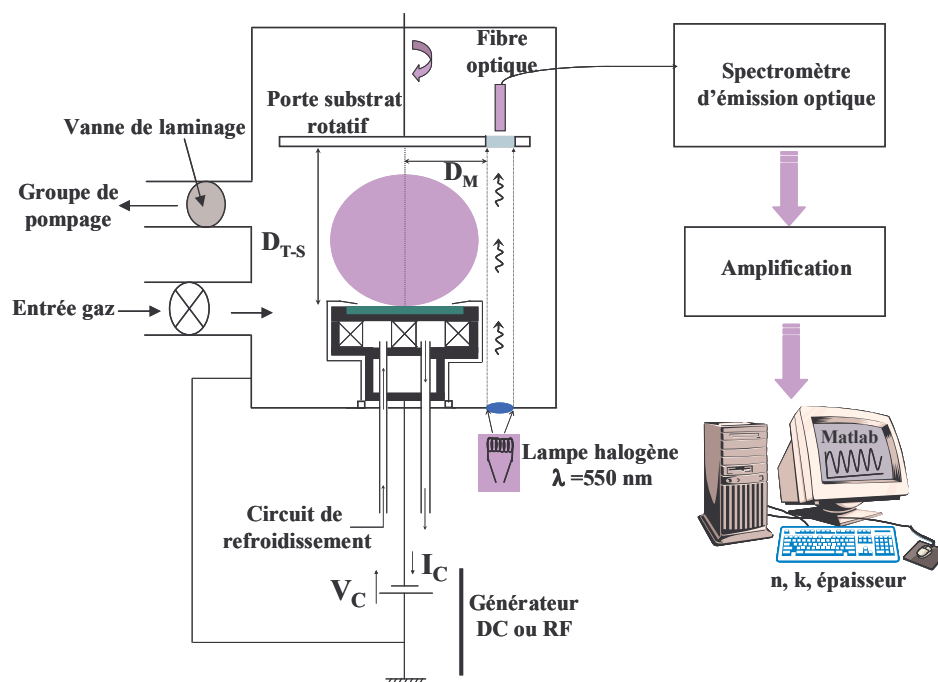 Fibre
optique
Spectromètre
d'émission optique
Porte substrat
rotatif
Vanne de laminage
D_M
Groupe de
pompage
D_T-S
Amplification
Entrée gaz
Matlab
Lampe halogène
λ =550 nm
Circuit de
refroidissement
n, k, épaisseur
I_C
V_C
Générateur
DC ou RF